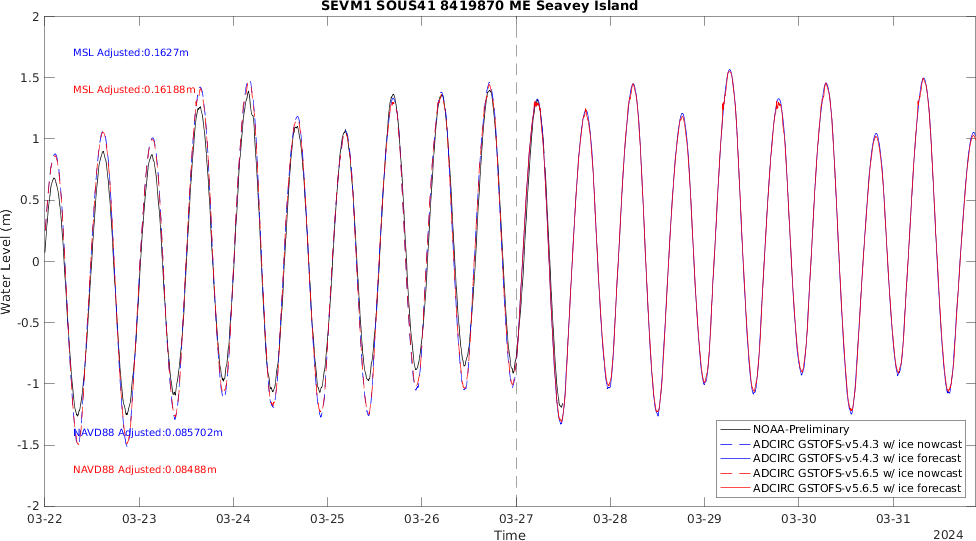 SEVM1 SOUS41 8419870 ME Seavey Island
2
1.5
1
0.5
0
-0.5
-1
-1.5
-2
Water Level (m)
MSL Adjusted:0.1627m
MSL Adjusted:0.16188m
NAVD88 Adjusted:0.085702m
NAVD88 Adjusted:0.08488m
NOAA-Preliminary
ADCIRC GSTOFS-v5.4.3 w/ ice nowcast
ADCIRC GSTOFS-v5.4.3 w/ ice forecast
ADCIRC GSTOFS-v5.6.5 w/ ice nowcast
ADCIRC GSTOFS-v5.6.5 w/ ice forecast
03-22 03-23 03-24 03-25 03-26 03-27 03-28 03-29 03-30 03-31
Time
2024